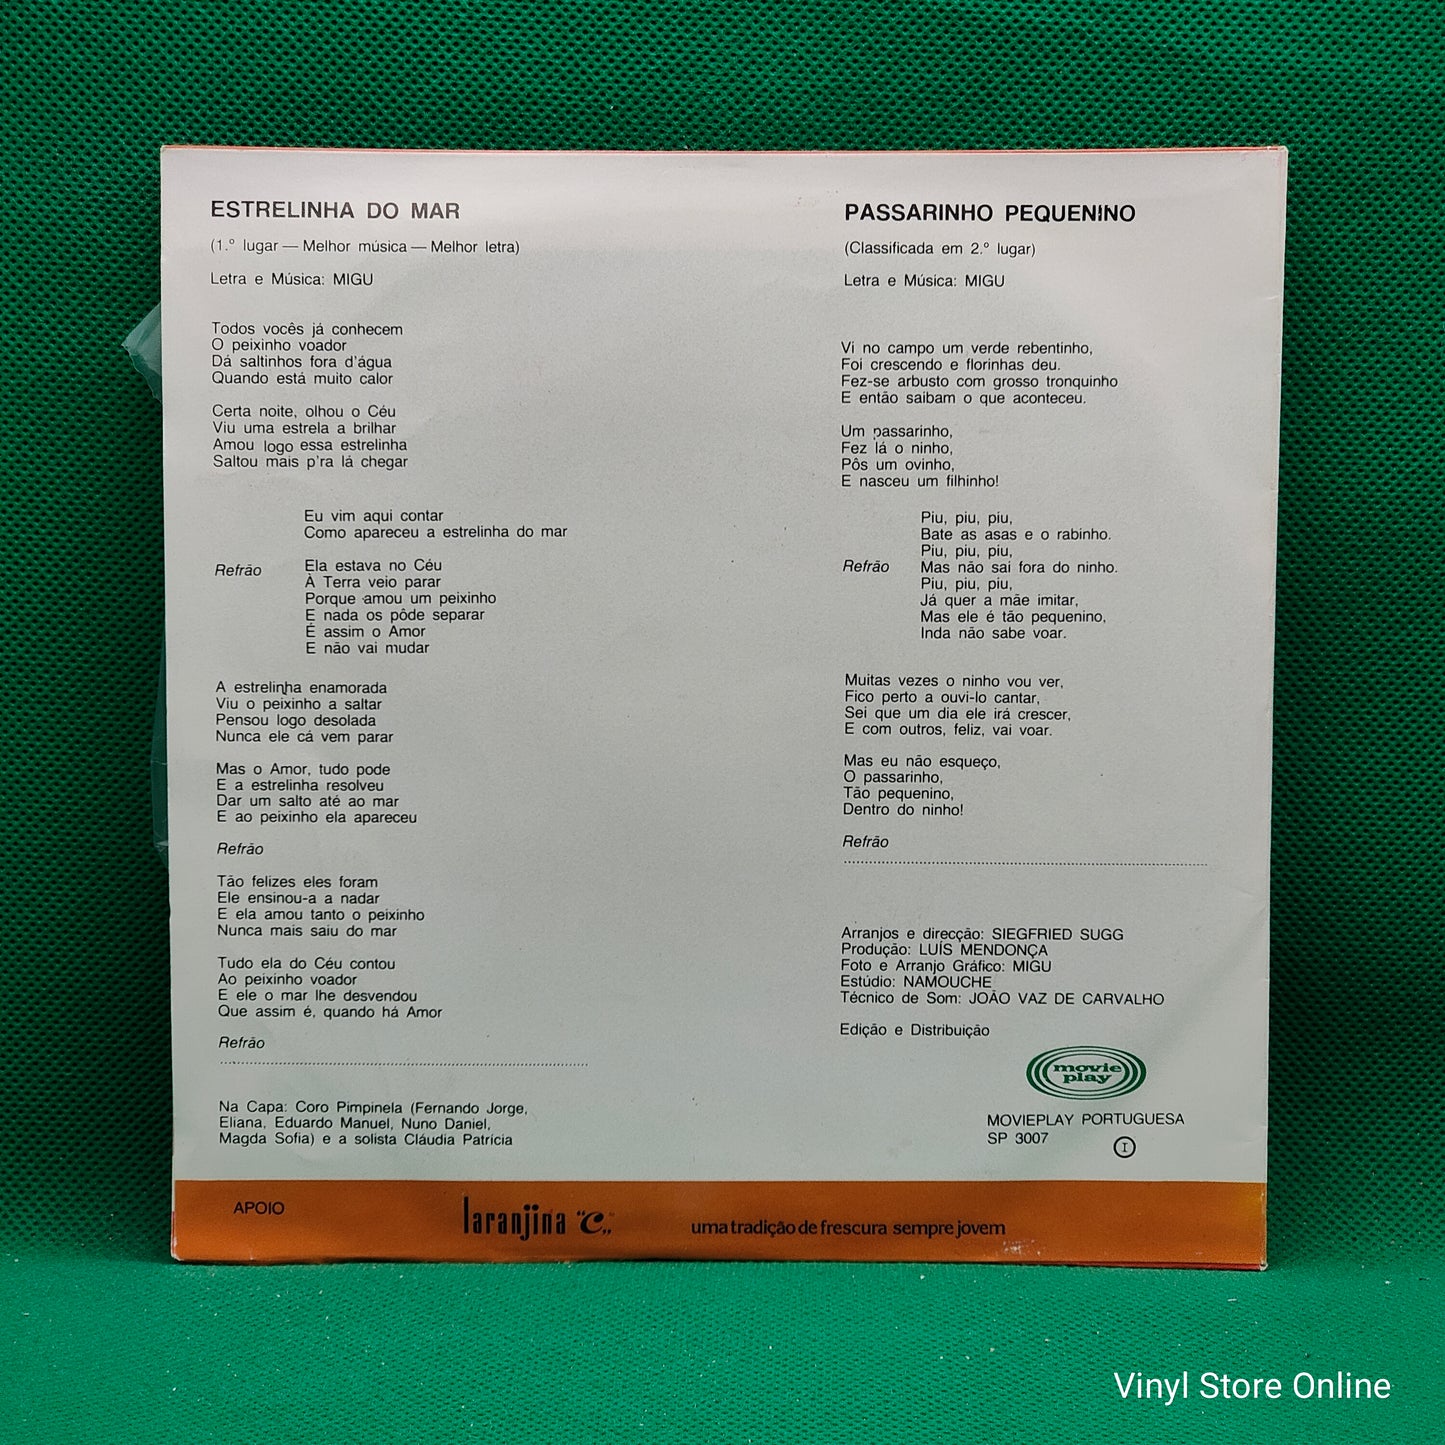 ESTRELINHA DO MAR
(1.º lugar — Melhor música — Melhor letra)
Letra e Música: MIGU
Todos vocês já conhecem
O peixinho voador
Dá saltinhos fora d'água
Quando está muito calor
Certa noite, olhou o Céu
Viu uma estrela a brilhar
Amou logo essa estrelinha
Saltou mais p'ra lá chegar
Eu vim aqui contar
Como apareceu a estrelinha do mar
Refrão
Ela estava no Céu
À Terra veio parar
Porque amou um peixinho
E nada os pôde separar
É assim o Amor
E não vai mudar
A estrelinha enamorada
Viu o peixinho a saltar
Pensou logo desolada
Nunca ele cá vem parar
Mas o Amor, tudo pode
E a estrelinha resolveu
Dar um salto até ao mar
E ao peixinho ela apareceu
Refrão
Tão felizes eles foram
Ele ensinou-a a nadar
E ela amou tanto o peixinho
Nunca mais saiu do mar
Tudo ela do Céu contou
Ao peixinho voador
E ele o mar lhe desvendou
Que assim é, quando há Amor
Refrão
Na Capa: Coro Pimpinela (Fernando Jorge,
Eliana, Eduardo Manuel, Nuno Daniel,
Magda Sofia) e a solista Cláudia Patrícia
PASSARINHO PEQUENINO
(Classificada em 2.º lugar)
Letra e Música: MIGU
Vi no campo um verde rebentinho,
Foi crescendo e florinhas deu.
Fez-se arbusto com grosso tronquinho
E então saibam o que aconteceu.
Um passarinho,
Fez lá o ninho,
Pôs um ovinho,
E nasceu um filhinho!
Piu, piu, piu,
Bate as asas e o rabinho.
Piu, piu, piu,
Refrão
Mas não sai fora do ninho.
Piu, piu, piu,
Já quer a mãe imitar,
Mas ele é tão pequenino,
Inda não sabe voar.
Muitas vezes o ninho vou ver,
Fico perto a ouvi-lo cantar,
Sei que um dia ele irá crescer,
E com outros, feliz, vai voar.
Mas eu não esqueço,
O passarinho,
Tão pequenino,
Dentro do ninho!
Refrão
Arranjos e direcção: SIEGFRIED SUGG
Produção: LUÍS MENDONÇA
Foto e Arranjo Gráfico: MIGU
Estúdio: NAMOUCHE
Técnico de Som: JOÃO VAZ DE CARVALHO
Edição e Distribuição
movie
play
MOVIEPLAY PORTUGUESA
SP 3007
I
APOIO
laranjina "C"
uma tradição de frescura sempre jovem
Vinyl Store Online